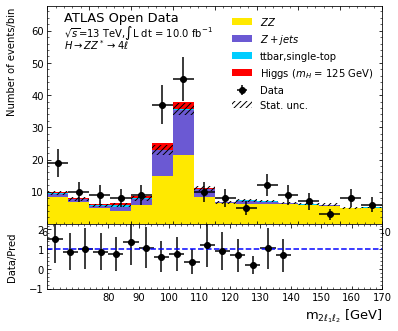 ATLAS Open Data
√s=13 TeV,∫L dt = 10.0 fb⁻¹
H→ZZ*→4ℓ
ZZ
Z + jets
ttbar,single-top
Higgs (m_H = 125 GeV)
Data
Stat. unc.
Number of events/bin
60
50
40
30
20
10
Data/Pred
2
1
0
−1
80
90
100
110
120
130
140
150
160
170
m_2ℓ₁ℓ₂ [GeV]